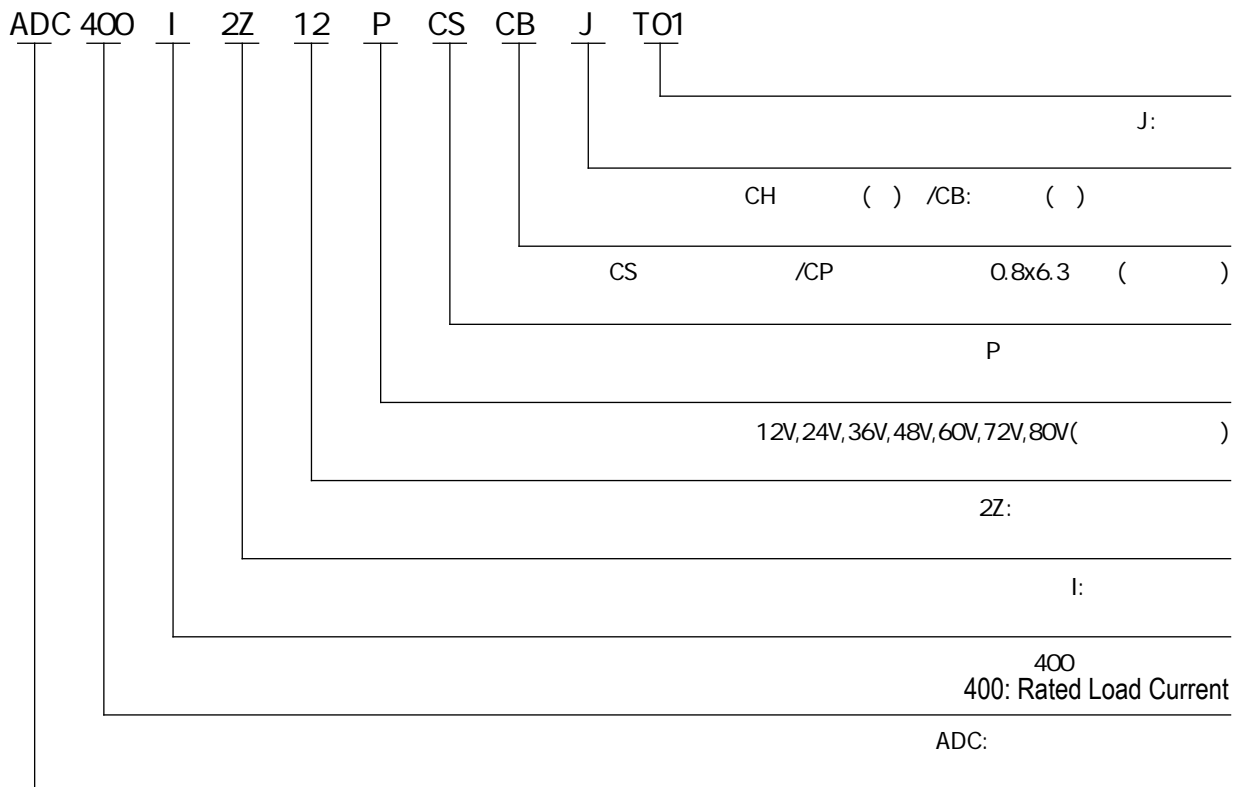 ADC 400 I 2Z 12 P CS CB J T01
J:
CH ( ) /CB: ( )
CS /CP 0.8x6.3 ( )
P
12V,24V,36V,48V,60V,72V,80V( )
2Z:
I:
400
400: Rated Load Current
ADC: